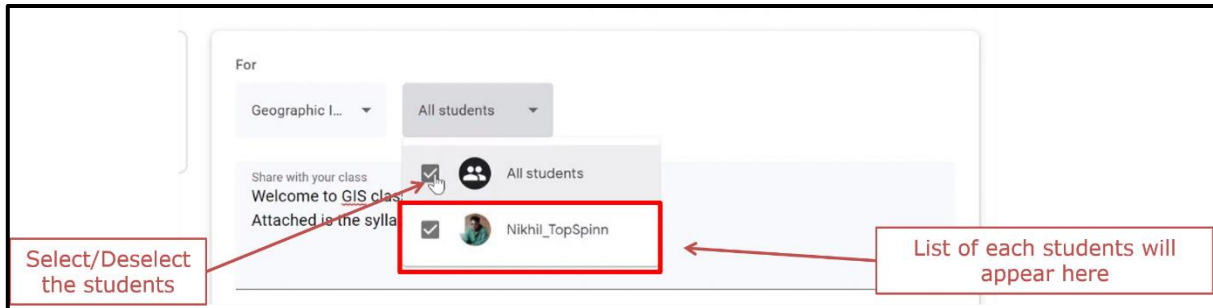 For
Geographic I...
All students
Share with your class
Welcome to GIS clas
Attached is the sylla
All students
Nikhil_TopSpinn
Select/Deselect
the students
List of each students will
appear here